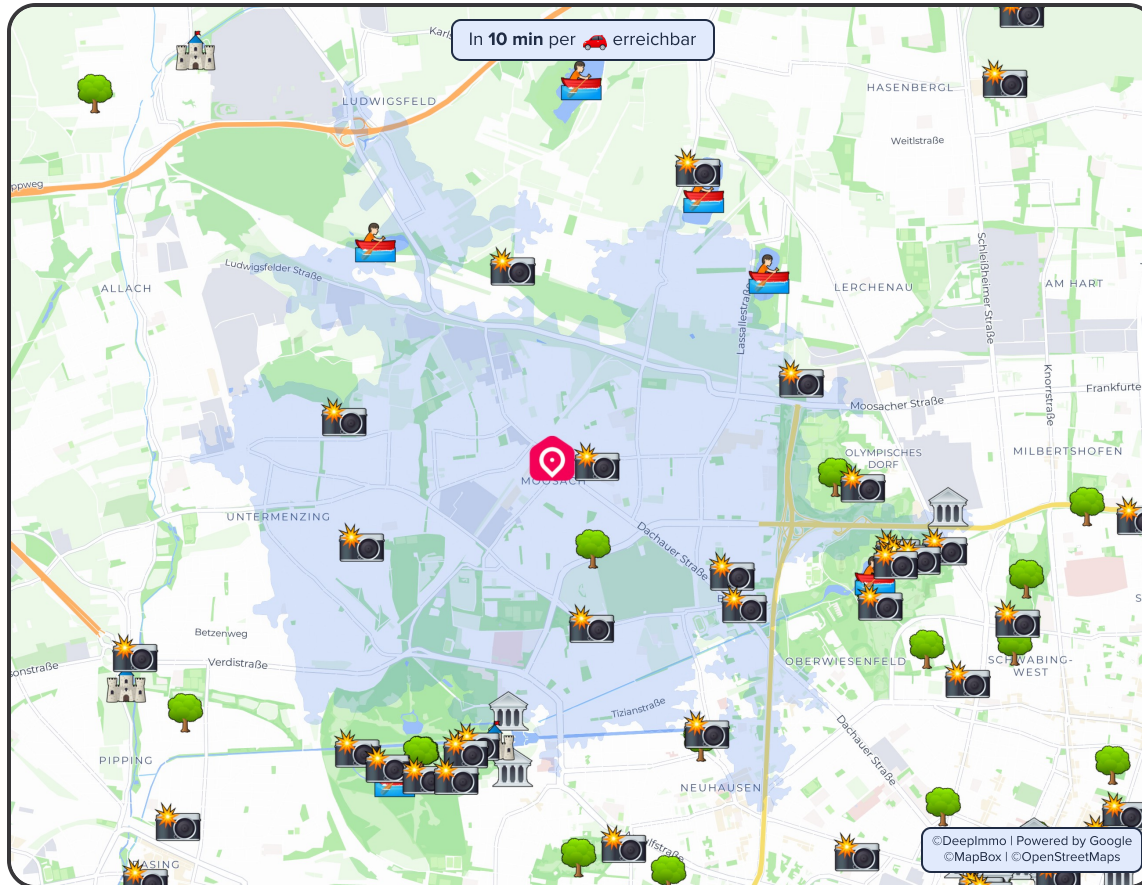 In 10 min per erreichbar
LUDWIGSFELD
HASENBERGL
Weitlstraße
ppweg
Ludwigsfelder Straße
ALLACH
Lassallestraße
LERCHENAU
Schleißheimer Straße
AM HART
Knorrstraße
Frankfurte
Moosacher Straße
OLYMPISCHES
DORF
MILBERTSHOFEN
MOOSACH
UNTERMENZING
Dachauer Straße
Betzenweg
Verdistraße
sonstraße
OBERWIESENFELD
SCHWABING-
WEST
Tizianstraße
Dachauer Straße
PIPPING
NEUHAUSEN
©DeepImmo | Powered by Google
©MapBox | ©OpenStreetMaps